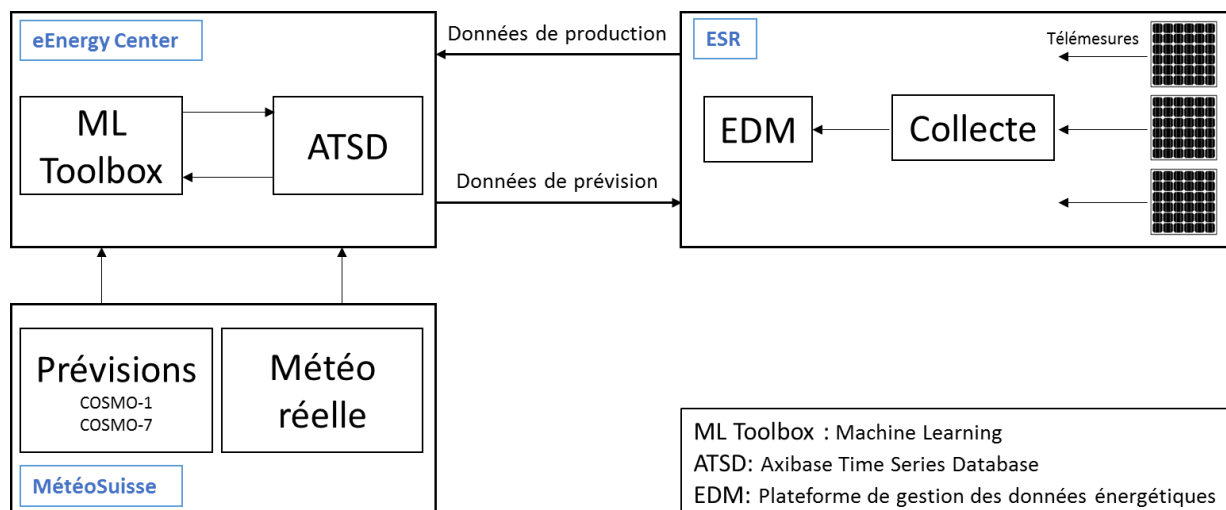 eEnergy Center
ML
Toolbox
ATSD
Données de production
Données de prévision
ESR
Télémesures
EDM
Collecte
Prévisions
COSMO-1
COSMO-7
Météo
réelle
MétéoSuisse
ML Toolbox : Machine Learning
ATSD: Axibase Time Series Database
EDM: Plateforme de gestion des données énergétiques